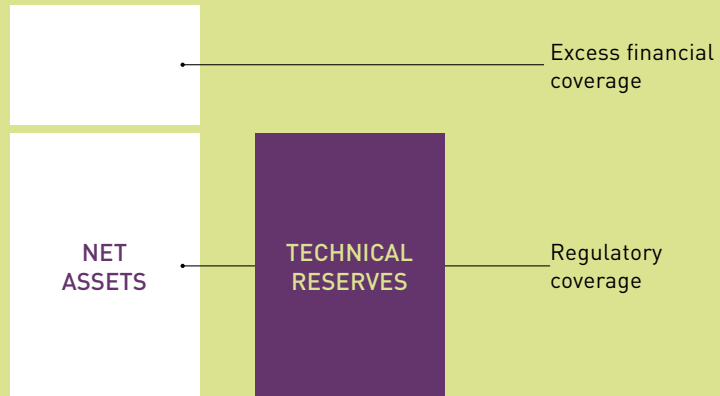 Excess financial
coverage
NET
ASSETS
TECHNICAL
RESERVES
Regulatory
coverage